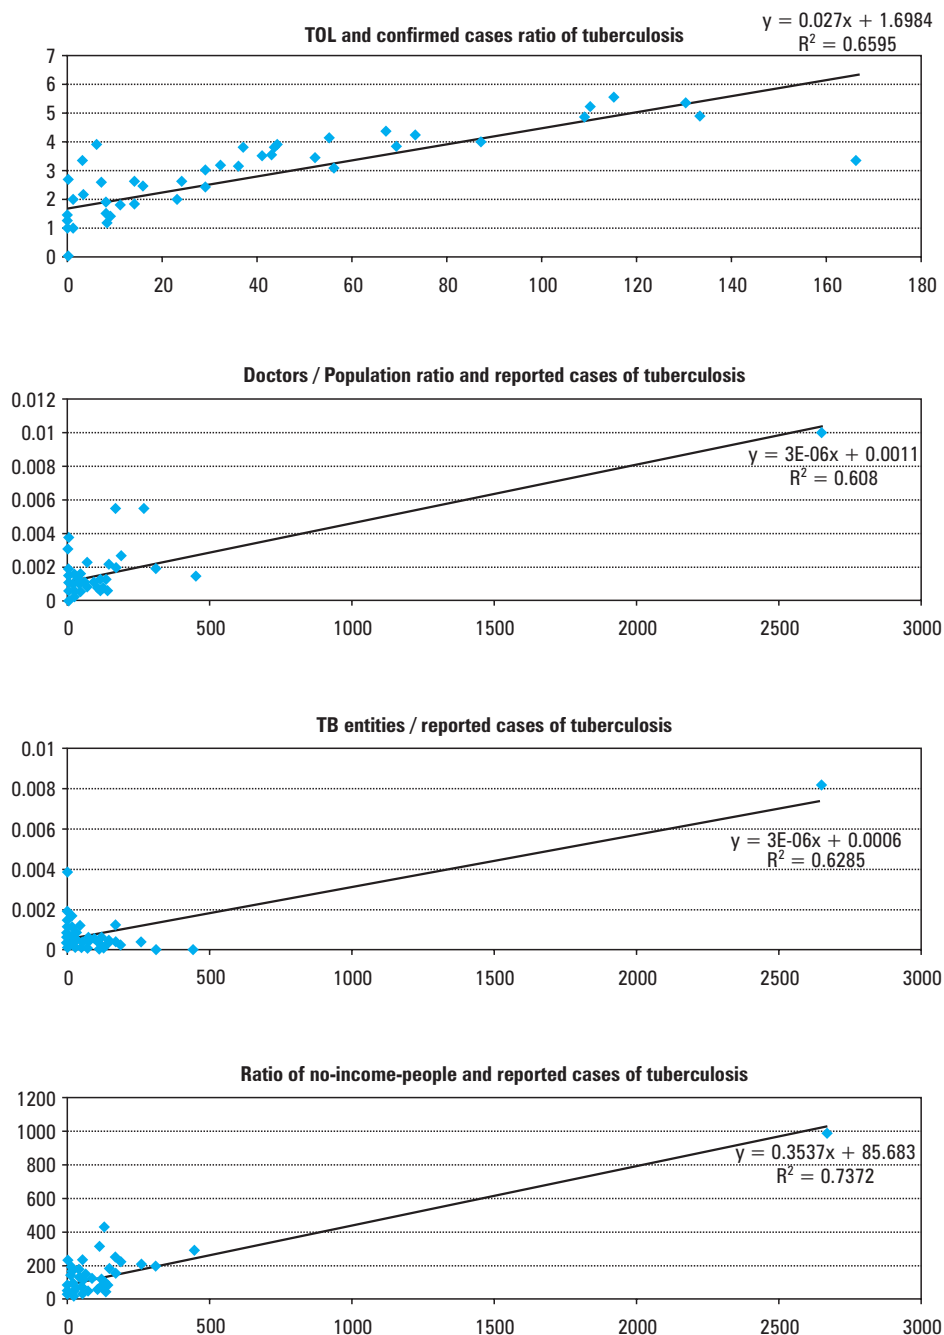 TOL and confirmed cases ratio of tuberculosis
y = 0.027x + 1.6984
R² = 0.6595
7
6
5
4
3
2
1
0
0 20 40 60 80 100 120 140 160 180
Doctors / Population ratio and reported cases of tuberculosis
0.012
0.01
0.008
0.006
0.004
0.002
0
y = 3E-06x + 0.0011
R² = 0.608
0 500 1000 1500 2000 2500 3000
TB entities / reported cases of tuberculosis
0.01
0.008
0.006
0.004
0.002
0
y = 3E-06x + 0.0006
R² = 0.6285
0 500 1000 1500 2000 2500 3000
Ratio of no-income-people and reported cases of tuberculosis
1200
1000
800
600
400
200
0
y = 0.3537x + 85.683
R² = 0.7372
0 500 1000 1500 2000 2500 3000